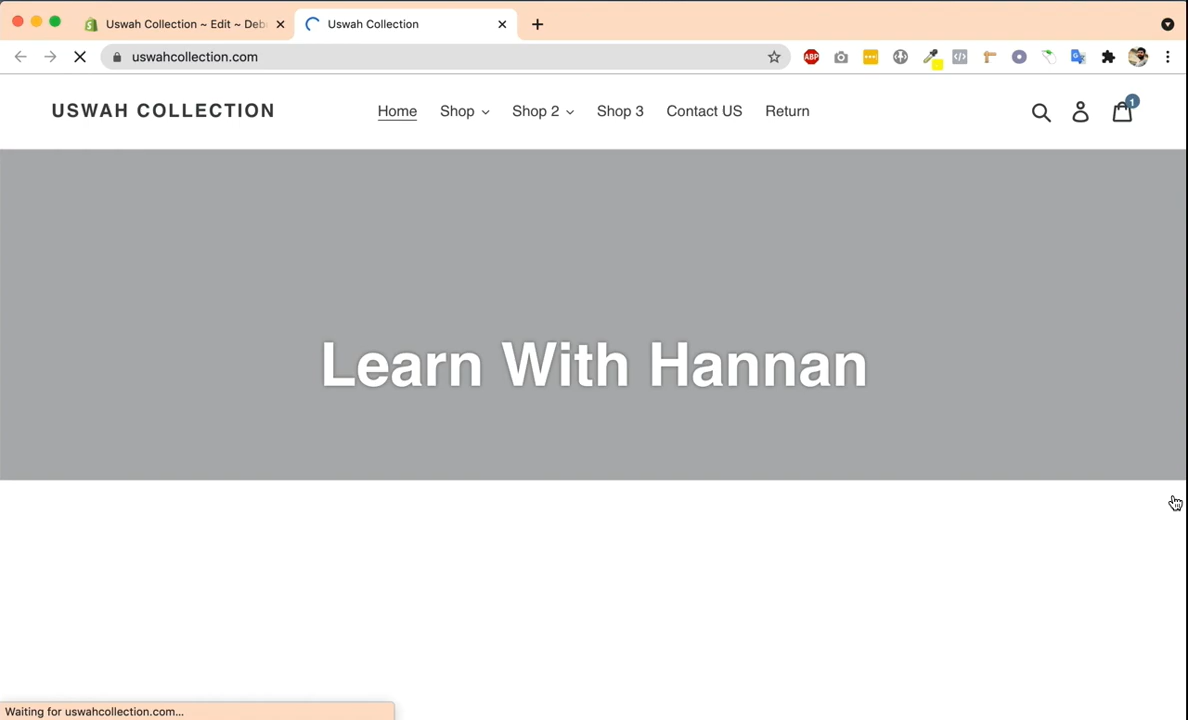 Uswah Collection ~ Edit ~ Deb
Uswah Collection
uswahcollection.com
ABP
USWAH COLLECTION
Home
Shop
Shop 2
Shop 3
Contact US
Return
1
Learn With Hannan
Waiting for uswahcollection.com...